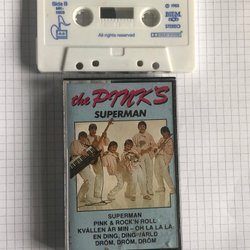 Side B
All rights reserved
the PINK'S
SUPERMAN
SUPERMAN
PINK & ROCK'N ROLL
KVÄLLEN ÄR MIN – OH LA LA LA
EN DING, DING VÄRLD
DRÖM, DRÖM, DRÖM